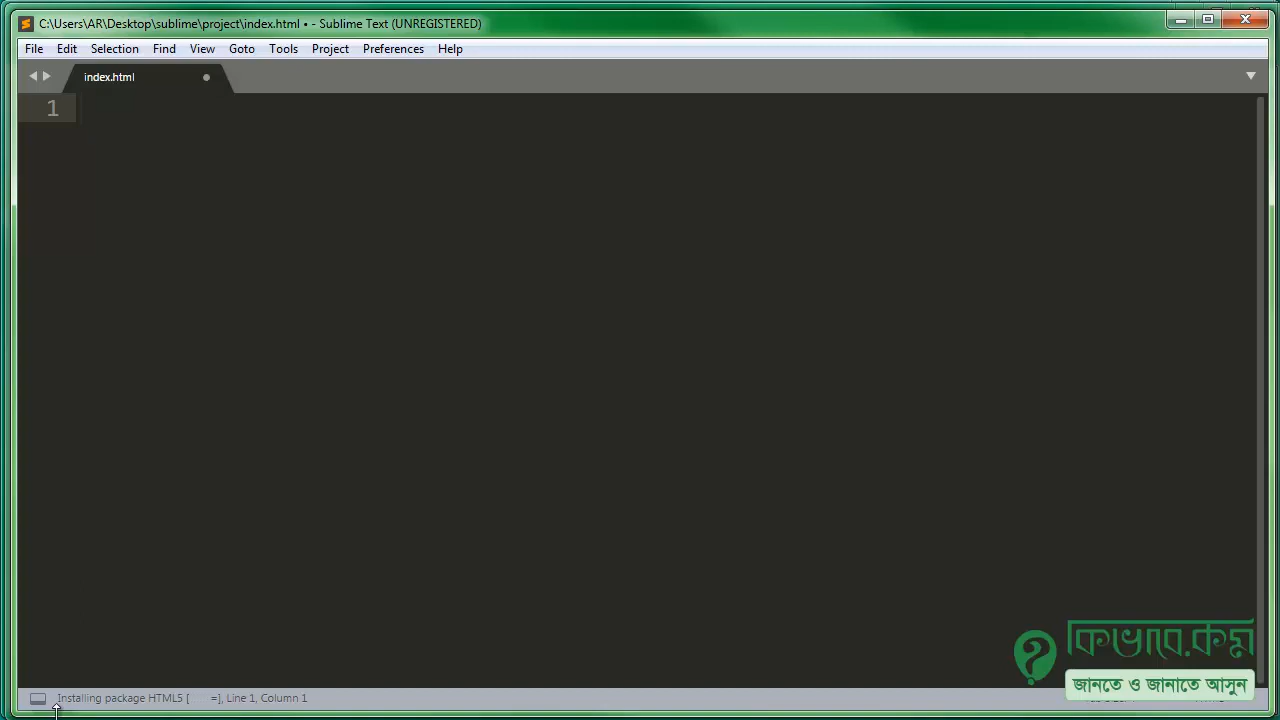 C:\Users\AR\Desktop\sublime\project\index.html • - Sublime Text (UNREGISTERED)
File Edit Selection Find View Goto Tools Project Preferences Help
index.html
1
কিভাবে.কম
জানতে ও জানাতে আসুন
Installing package HTML5 [ =], Line 1, Column 1